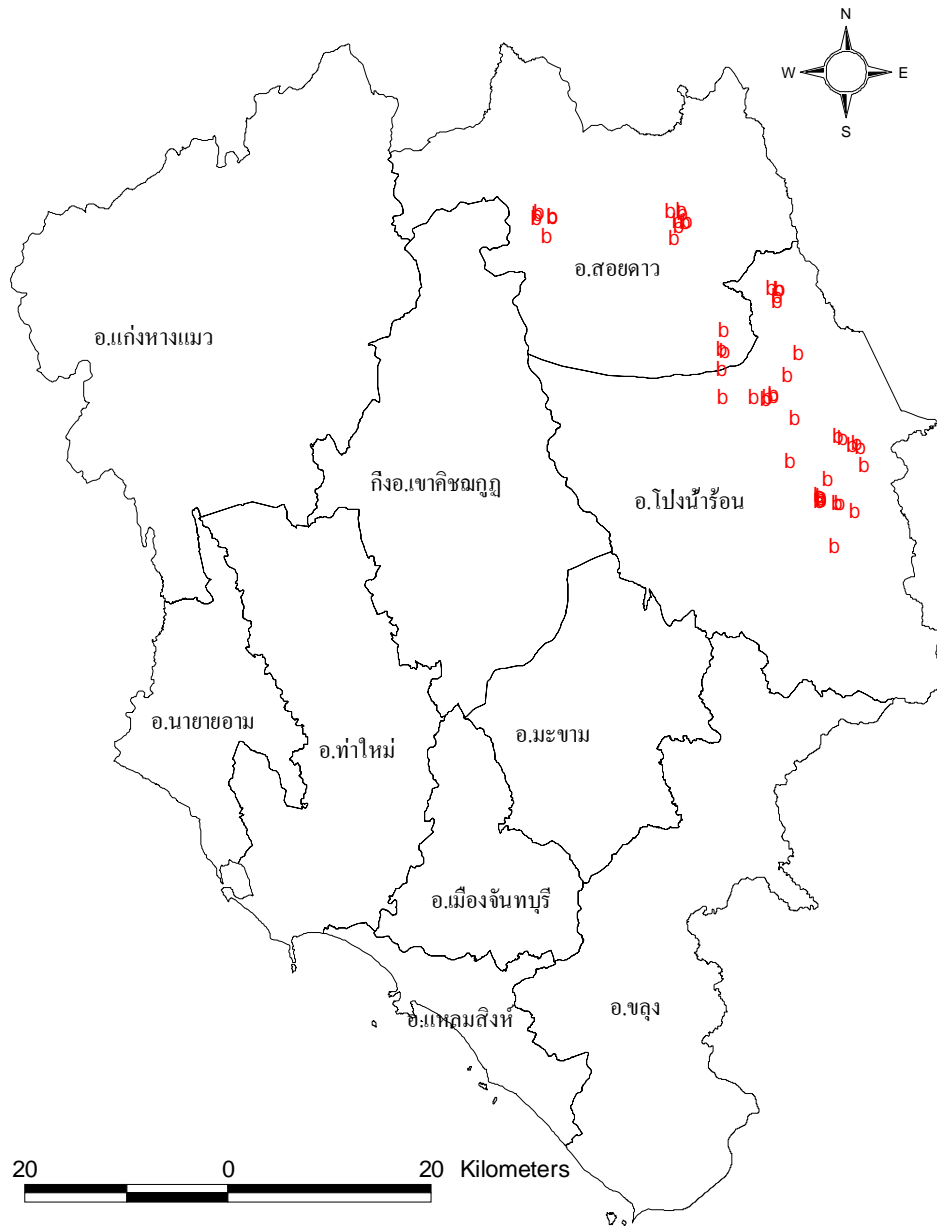 N
W E
S
b b b b b b b
b b b b
b b
อ.สอยดาว
b b b
b
อ.แก่งหางแมว
b b b
b b
b b b b b
b
b b b b b
b b
กิ่งอ.เขาคิชฌกูฏ
b
อ.โป่งน้ำร้อน
b b b b
b b
b
อ.นายายอาม
อ.ท่าใหม่
อ.มะขาม
อ.เมืองจันทบุรี
อ.ขลุง
อ.แหลมสิงห์
20 0 20 Kilometers